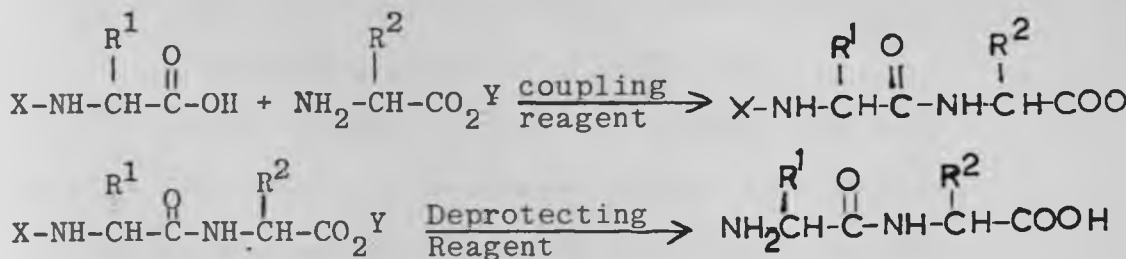 R¹ O R² R¹ O R²
X-NH-CH-C-OH + NH₂-CH-CO₂Y coupling reagent → X-NH-CH-C-NH-CH-COO
R¹ O R² R¹ O R²
X-NH-CH-C-NH-CH-CO₂Y Deprotecting Reagent → NH₂CH-C-NH-CH-COOH